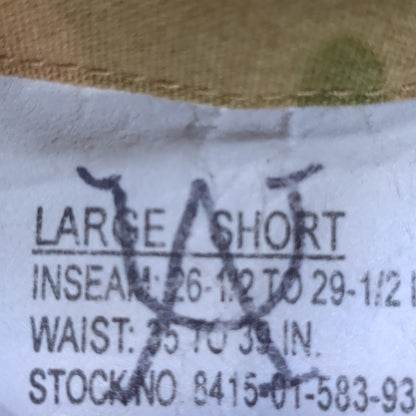 LARGE SHORT
INSEAM: 26-1/2 TO 29-1/2
WAIST: 35 TO 39 IN.
STOCK NO. 8415-01-583-93